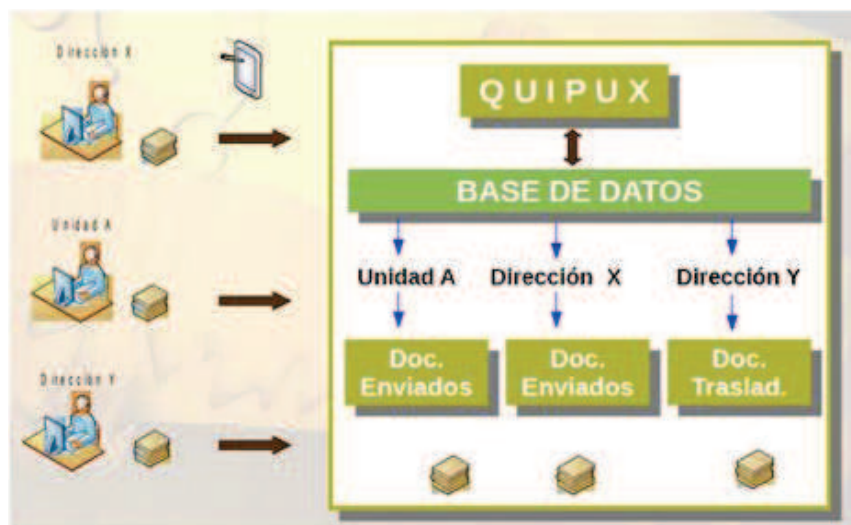 Dirección X
Unidad A
Dirección Y
QUIPUX
BASE DE DATOS
Unidad A
Dirección X
Dirección Y
Doc.
Enviados
Doc.
Enviados
Doc.
Traslad.